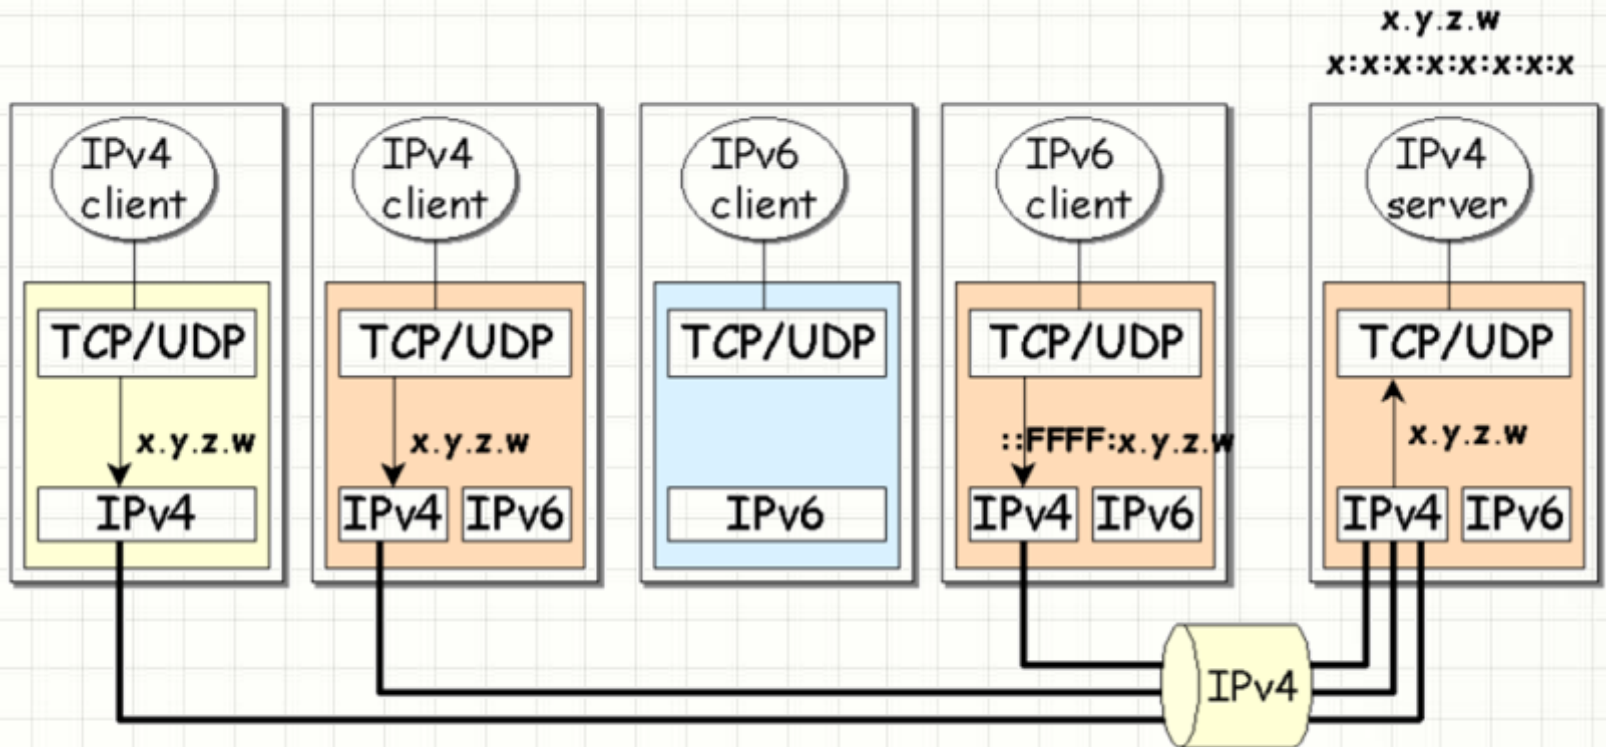 x.y.z.w
x:x:x:x:x:x:x:x
IPv4
client
IPv4
client
IPv6
client
IPv6
client
IPv4
server
TCP/UDP
TCP/UDP
TCP/UDP
TCP/UDP
TCP/UDP
x.y.z.w
x.y.z.w
::FFFF:x.y.z.w
x.y.z.w
IPv4
IPv4
IPv6
IPv6
IPv4
IPv6
IPv4
IPv6
IPv4